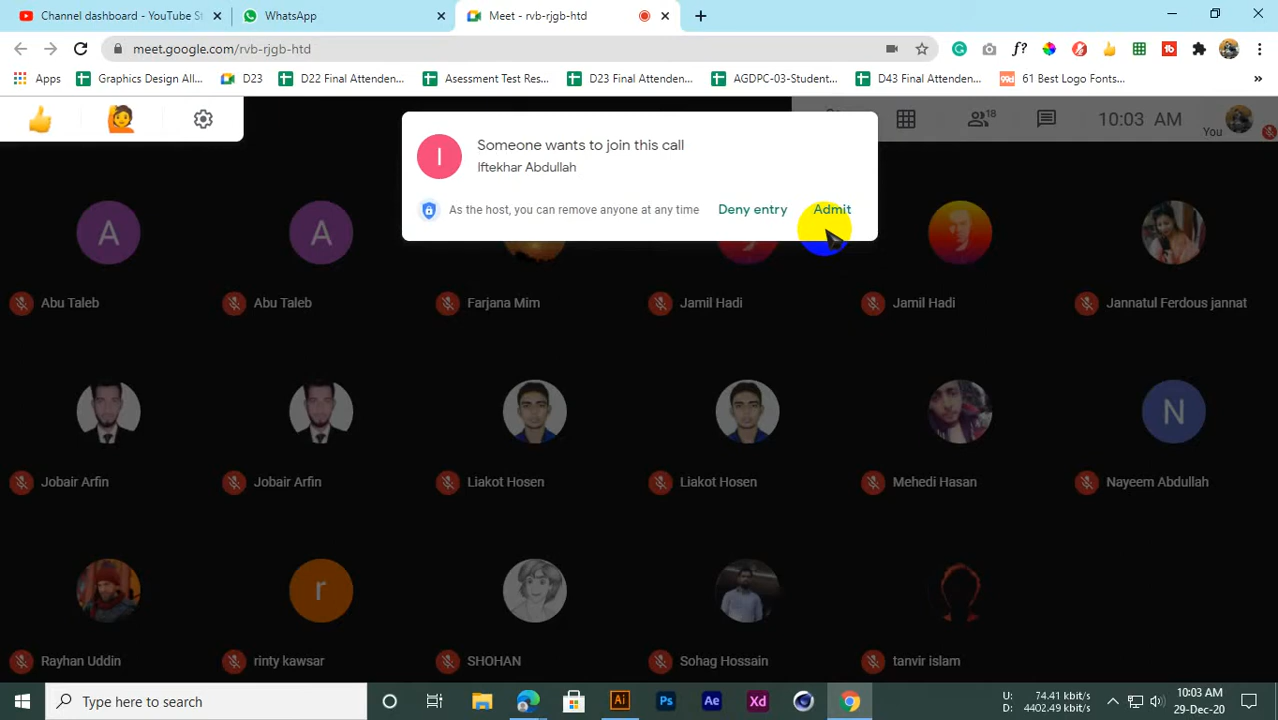 Channel dashboard - YouTube St
WhatsApp
Meet - rvb-rjgb-htd
meet.google.com/rvb-rjgb-htd
Apps
Graphics Design All...
D23
D22 Final Attenden...
Asessment Test Res...
D23 Final Attenden...
AGDPC-03-Student...
D43 Final Attenden...
61 Best Logo Fonts...
18
10:03 AM
You
I
Someone wants to join this call
Iftekhar Abdullah
As the host, you can remove anyone at any time
Deny entry
Admit
A
A
Abu Taleb
Abu Taleb
Farjana Mim
Jamil Hadi
Jamil Hadi
Jannatul Ferdous jannat
N
Jobair Arfin
Jobair Arfin
Liakot Hosen
Liakot Hosen
Mehedi Hasan
Nayeem Abdullah
r
Rayhan Uddin
rinty kawsar
SHOHAN
Sohag Hossain
tanvir islam
Type here to search
Ai
Ps
Ae
Xd
U: 74.41 kbit/s
D: 4402.49 kbit/s
10:03 AM
29-Dec-20